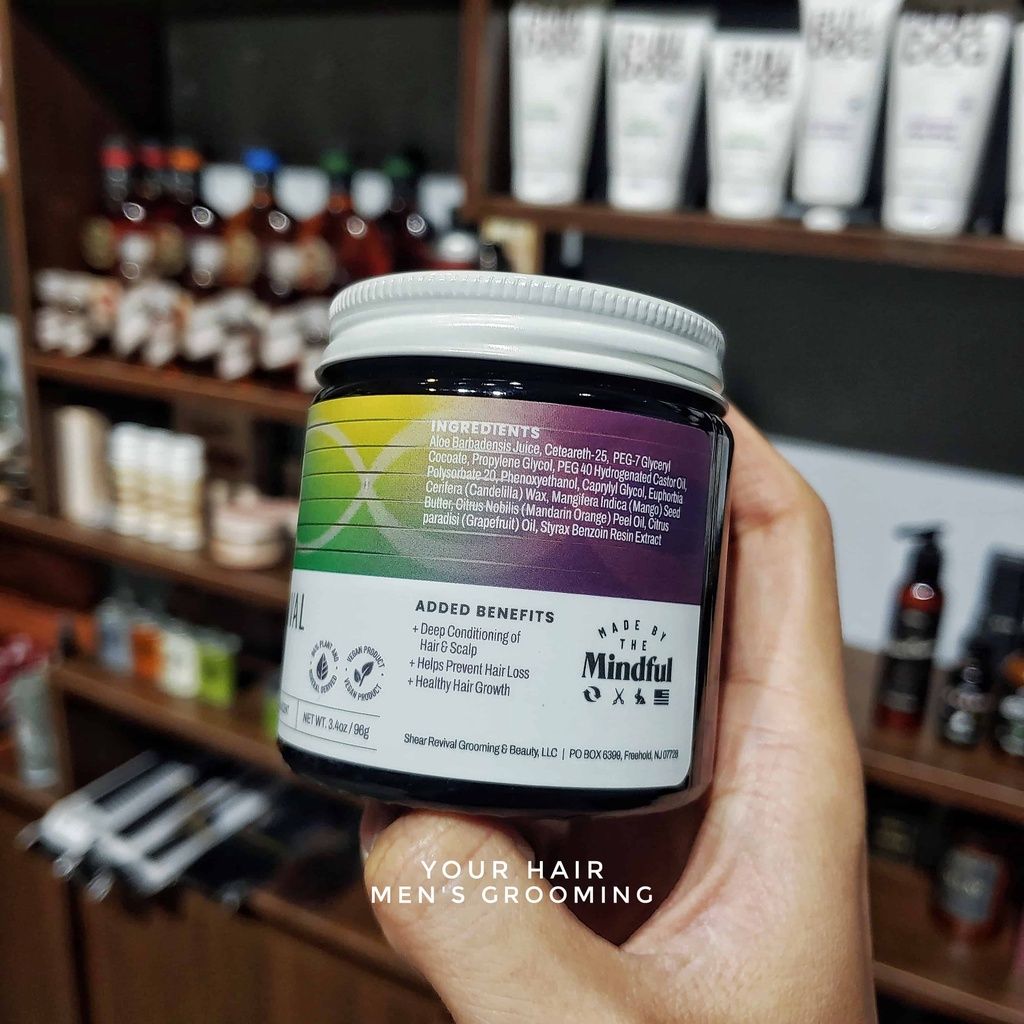 INGREDIENTS
Aloe Barbadensis Juice, Ceteareth-25, PEG-7 Glyceryl
Cocoate, Propylene Glycol, PEG 40 Hydrogenated Castor Oil,
Polysorbate 20, Phenoxyethanol, Caprylyl Glycol, Euphorbia
Cerifera (Candelilla) Wax, Mangifera Indica (Mango) Seed
Butter, Citrus Nobilis (Mandarin Orange) Peel Oil, Citrus
paradisi (Grapefruit) Oil, Styrax Benzoin Resin Extract
ADDED BENEFITS
+ Deep Conditioning of
Hair & Scalp
+ Helps Prevent Hair Loss
+ Healthy Hair Growth
MADE BY
THE
Mindful
VEGAN PRODUCT
VEGAN PRODUCT
NET WT. 3.4oz / 96g
Shear Revival Grooming & Beauty, LLC | PO BOX 6399, Freehold, NJ 07728
YOUR HAIR
MEN'S GROOMING